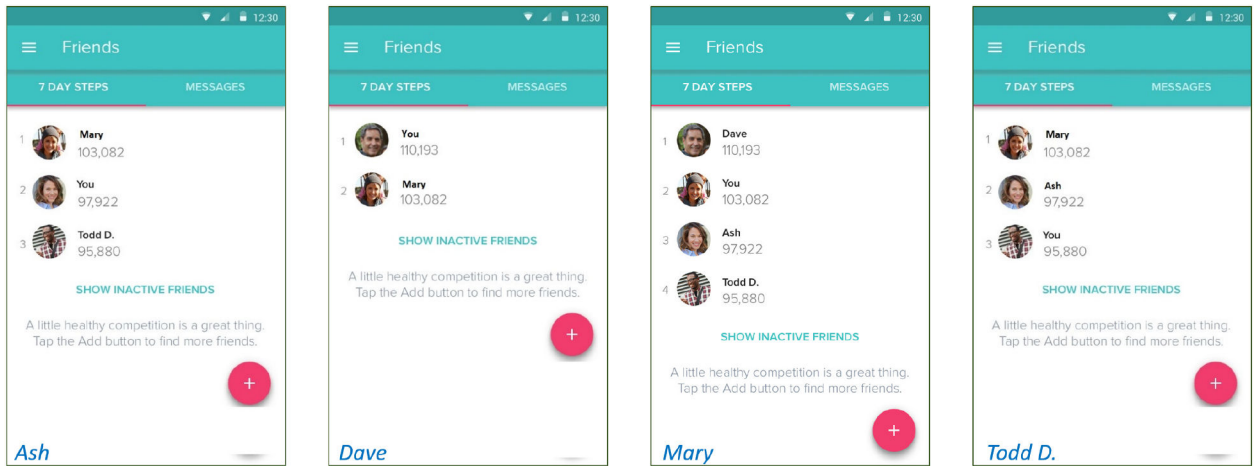 12:30
Friends
7 DAY STEPS MESSAGES
1 Mary
103,082
2 You
97,922
3 Todd D.
95,880
SHOW INACTIVE FRIENDS
A little healthy competition is a great thing.
Tap the Add button to find more friends.
+
Ash
12:30
Friends
7 DAY STEPS MESSAGES
1 You
110,193
2 Mary
103,082
SHOW INACTIVE FRIENDS
A little healthy competition is a great thing.
Tap the Add button to find more friends.
+
Dave
12:30
Friends
7 DAY STEPS MESSAGES
1 Dave
110,193
2 You
103,082
3 Ash
97,922
4 Todd D.
95,880
SHOW INACTIVE FRIENDS
A little healthy competition is a great thing.
Tap the Add button to find more friends.
+
Mary
12:30
Friends
7 DAY STEPS MESSAGES
1 Mary
103,082
2 Ash
97,922
3 You
95,880
SHOW INACTIVE FRIENDS
A little healthy competition is a great thing.
Tap the Add button to find more friends.
+
Todd D.